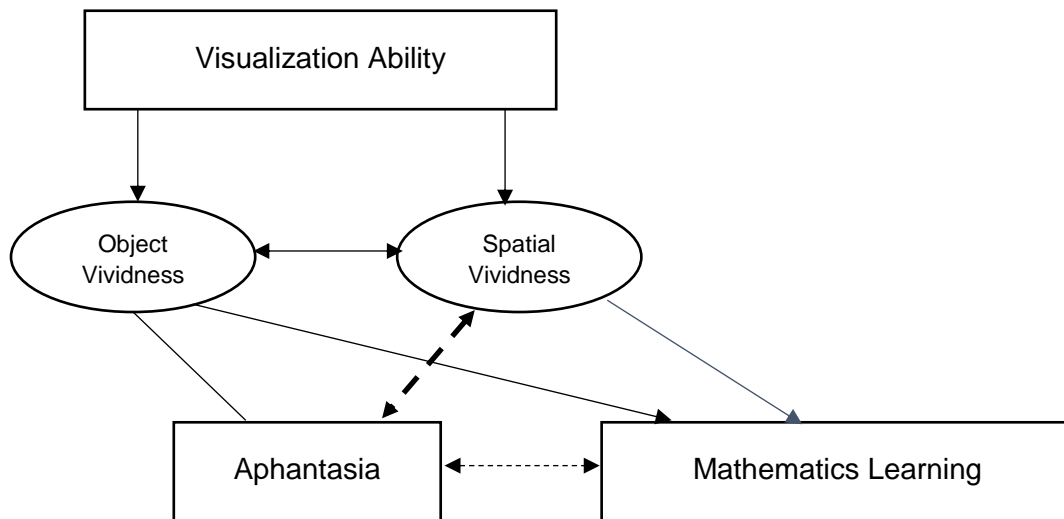 Visualization Ability
Object
Vividness
Spatial
Vividness
Aphantasia
Mathematics Learning